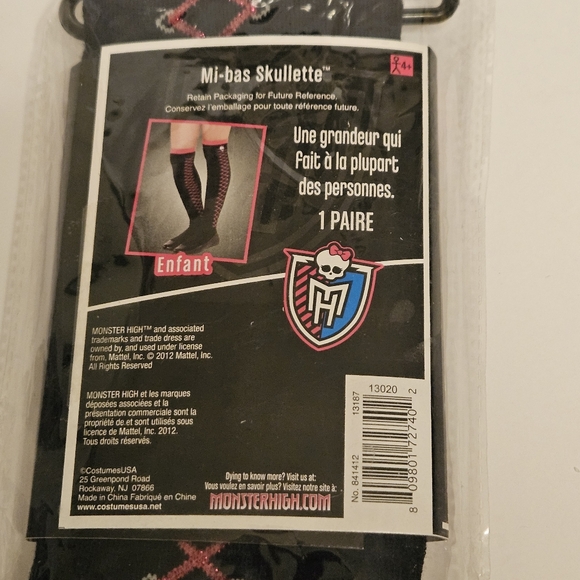 Mi-bas Skullette™
4+
Retain Packaging for Future Reference.
Conservez l'emballage pour toute référence future.
Une grandeur qui
fait à la plupart
des personnes.
1 PAIRE
Enfant
MONSTER HIGH™ and associated
trademarks and trade dress are
owned by, and used under license
from, Mattel, Inc. © 2012 Mattel, Inc.
All Rights Reserved
MONSTER HIGH et les marques
déposées associées et la
présentation commerciale sont la
propriété de et sont utilisés sous
licence de Mattel, Inc. 2012.
Tous droits réservés.
©CostumesUSA
25 Greenpond Road
Rockaway, NJ 07866
Made in China Fabriqué en Chine
www.costumesusa.net
Dying to know more? Visit us at:
Vous voulez en savoir plus? Visitez notre site à:
MONSTERHIGH.COM
No. 841412 13187
13020
8 09801 72740 2